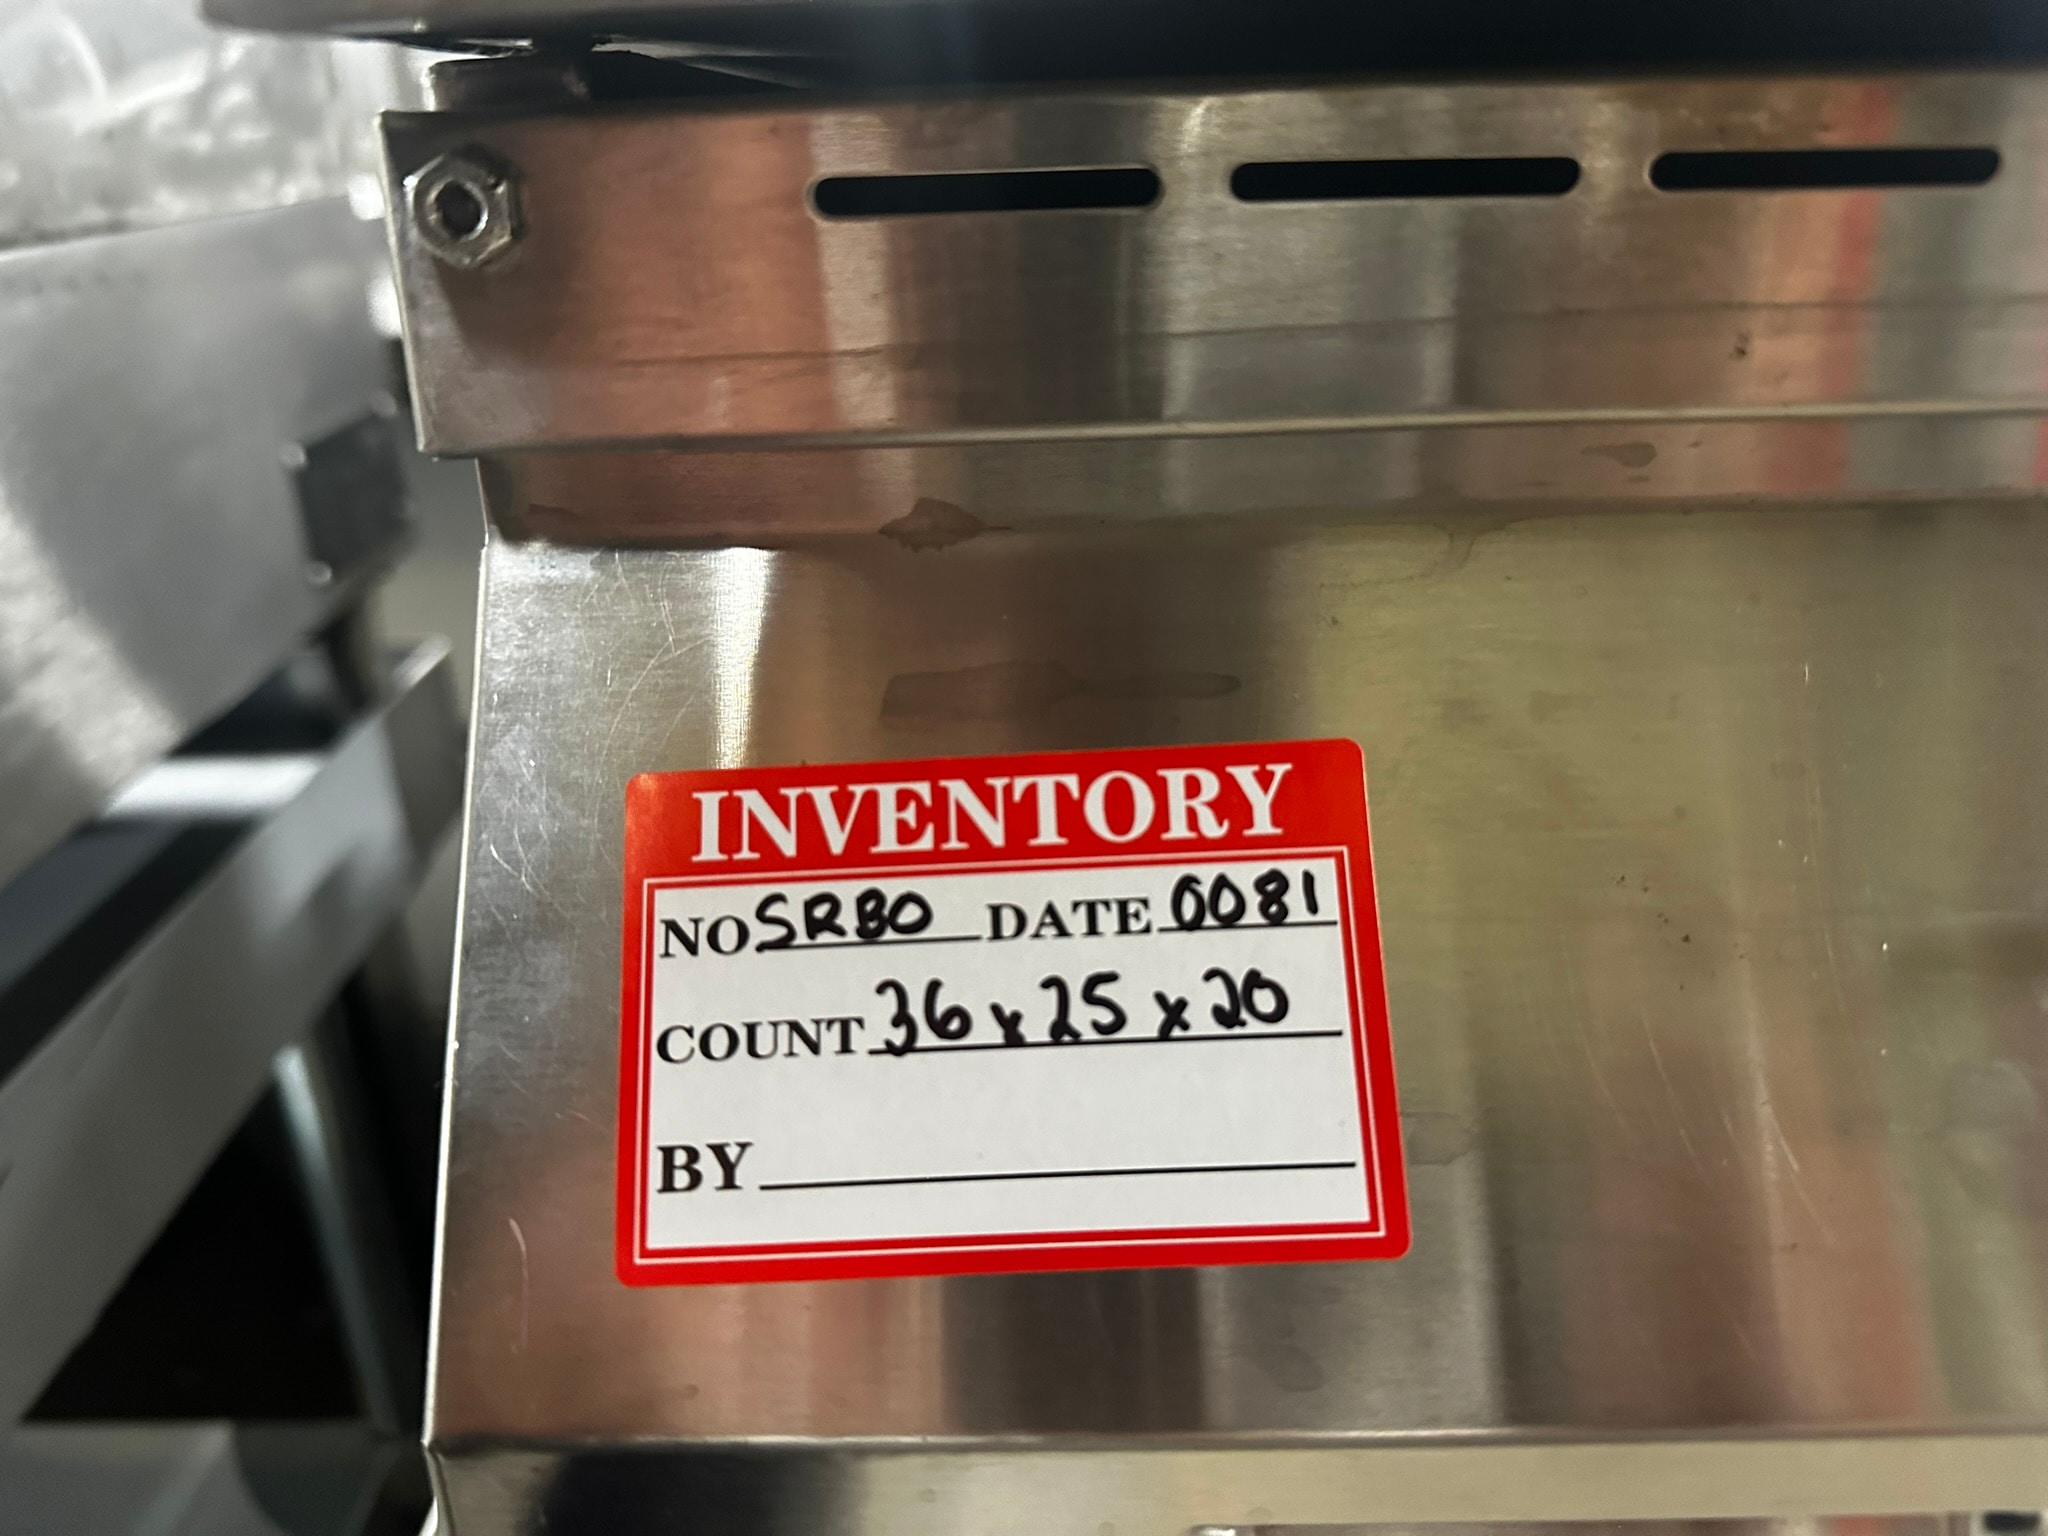 INVENTORY
NO SRBO DATE 0081
COUNT 36 x 25 x 20
BY